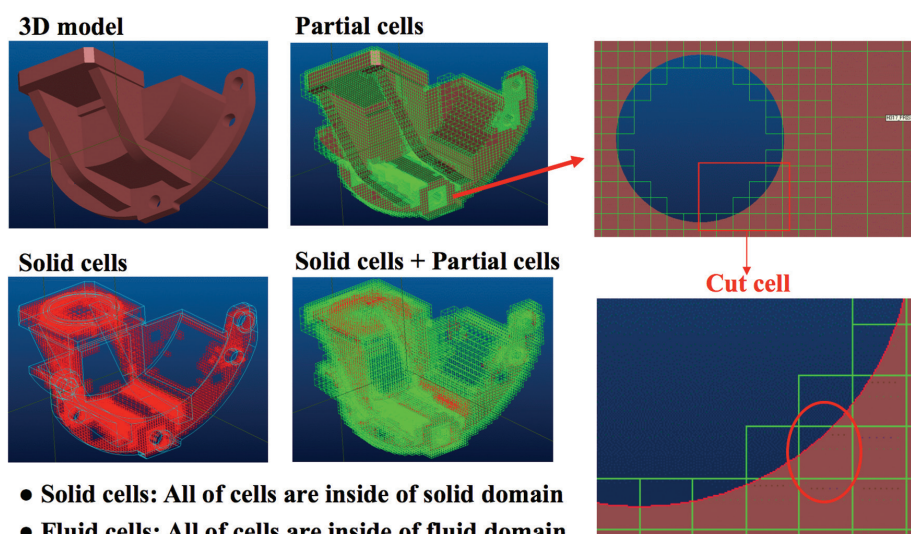 3D model
Partial cells
Solid cells
Solid cells + Partial cells
Cut cell
● Solid cells: All of cells are inside of solid domain
● Fluid cells: All of cells are inside of fluid domain